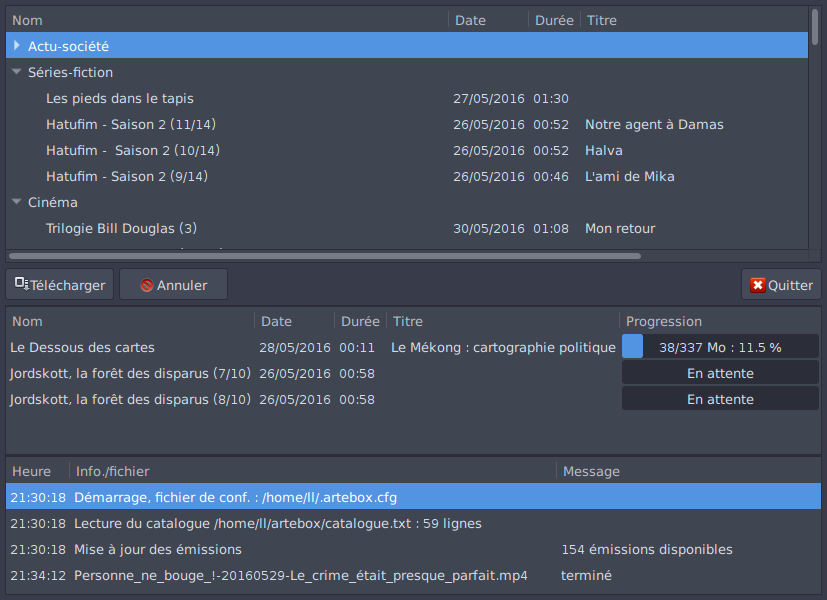 Nom Date Durée Titre
Actu-société
Séries-fiction
Les pieds dans le tapis 27/05/2016 01:30
Hatufim - Saison 2 (11/14) 26/05/2016 00:52 Notre agent à Damas
Hatufim -  Saison 2 (10/14) 26/05/2016 00:52 Halva
Hatufim - Saison 2 (9/14) 26/05/2016 00:46 L'ami de Mika
Cinéma
Trilogie Bill Douglas (3) 30/05/2016 01:08 Mon retour
Télécharger Annuler Quitter
Nom Date Durée Titre Progression
Le Dessous des cartes 28/05/2016 00:11 Le Mékong : cartographie politique 38/337 Mo : 11.5 %
Jordskott, la forêt des disparus (7/10) 26/05/2016 00:58 En attente
Jordskott, la forêt des disparus (8/10) 26/05/2016 00:58 En attente
Heure Info./fichier Message
21:30:18 Démarrage, fichier de conf. : /home/ll/.artebox.cfg
21:30:18 Lecture du catalogue /home/ll/artebox/catalogue.txt : 59 lignes
21:30:18 Mise à jour des émissions 154 émissions disponibles
21:34:12 Personne_ne_bouge_!-20160529-Le_crime_était_presque_parfait.mp4 terminé